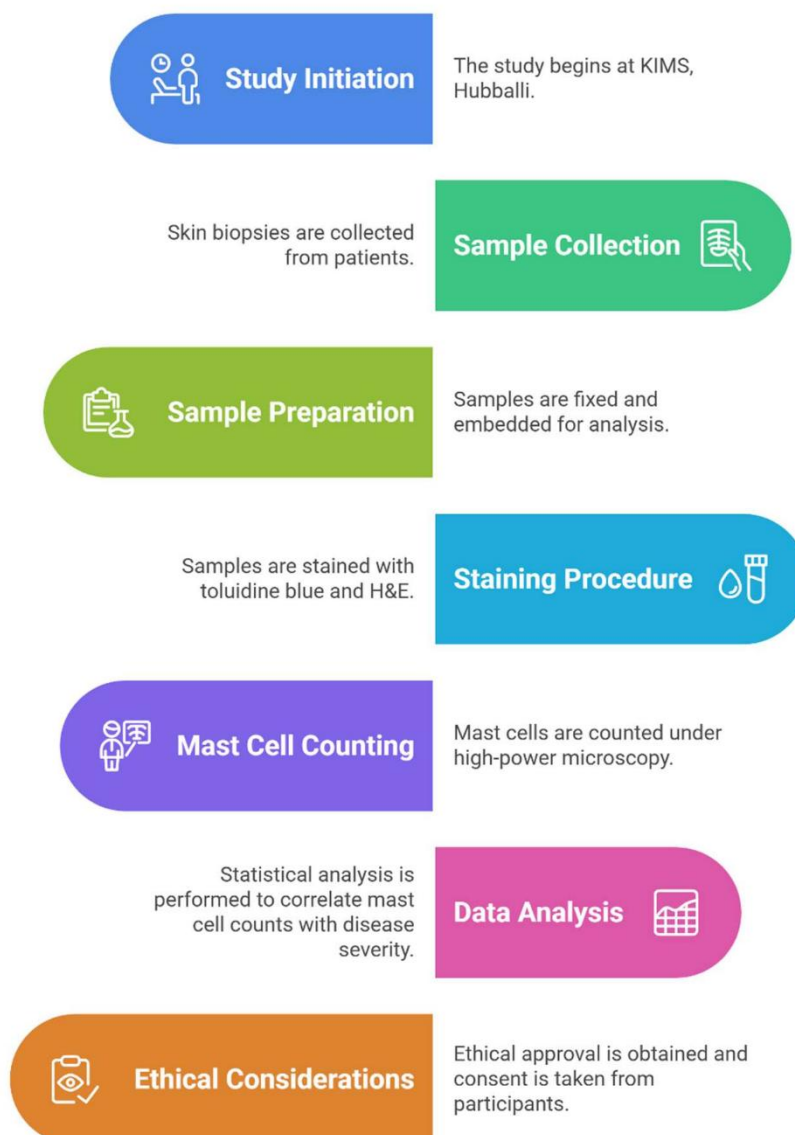 Study Initiation
The study begins at KIMS,
Hubballi.
Skin biopsies are collected
from patients.
Sample Collection
Sample Preparation
Samples are fixed and
embedded for analysis.
Samples are stained with
toluidine blue and H&E.
Staining Procedure
Mast Cell Counting
Mast cells are counted under
high-power microscopy.
Statistical analysis is
performed to correlate mast
cell counts with disease
severity.
Data Analysis
Ethical Considerations
Ethical approval is obtained and
consent is taken from
participants.